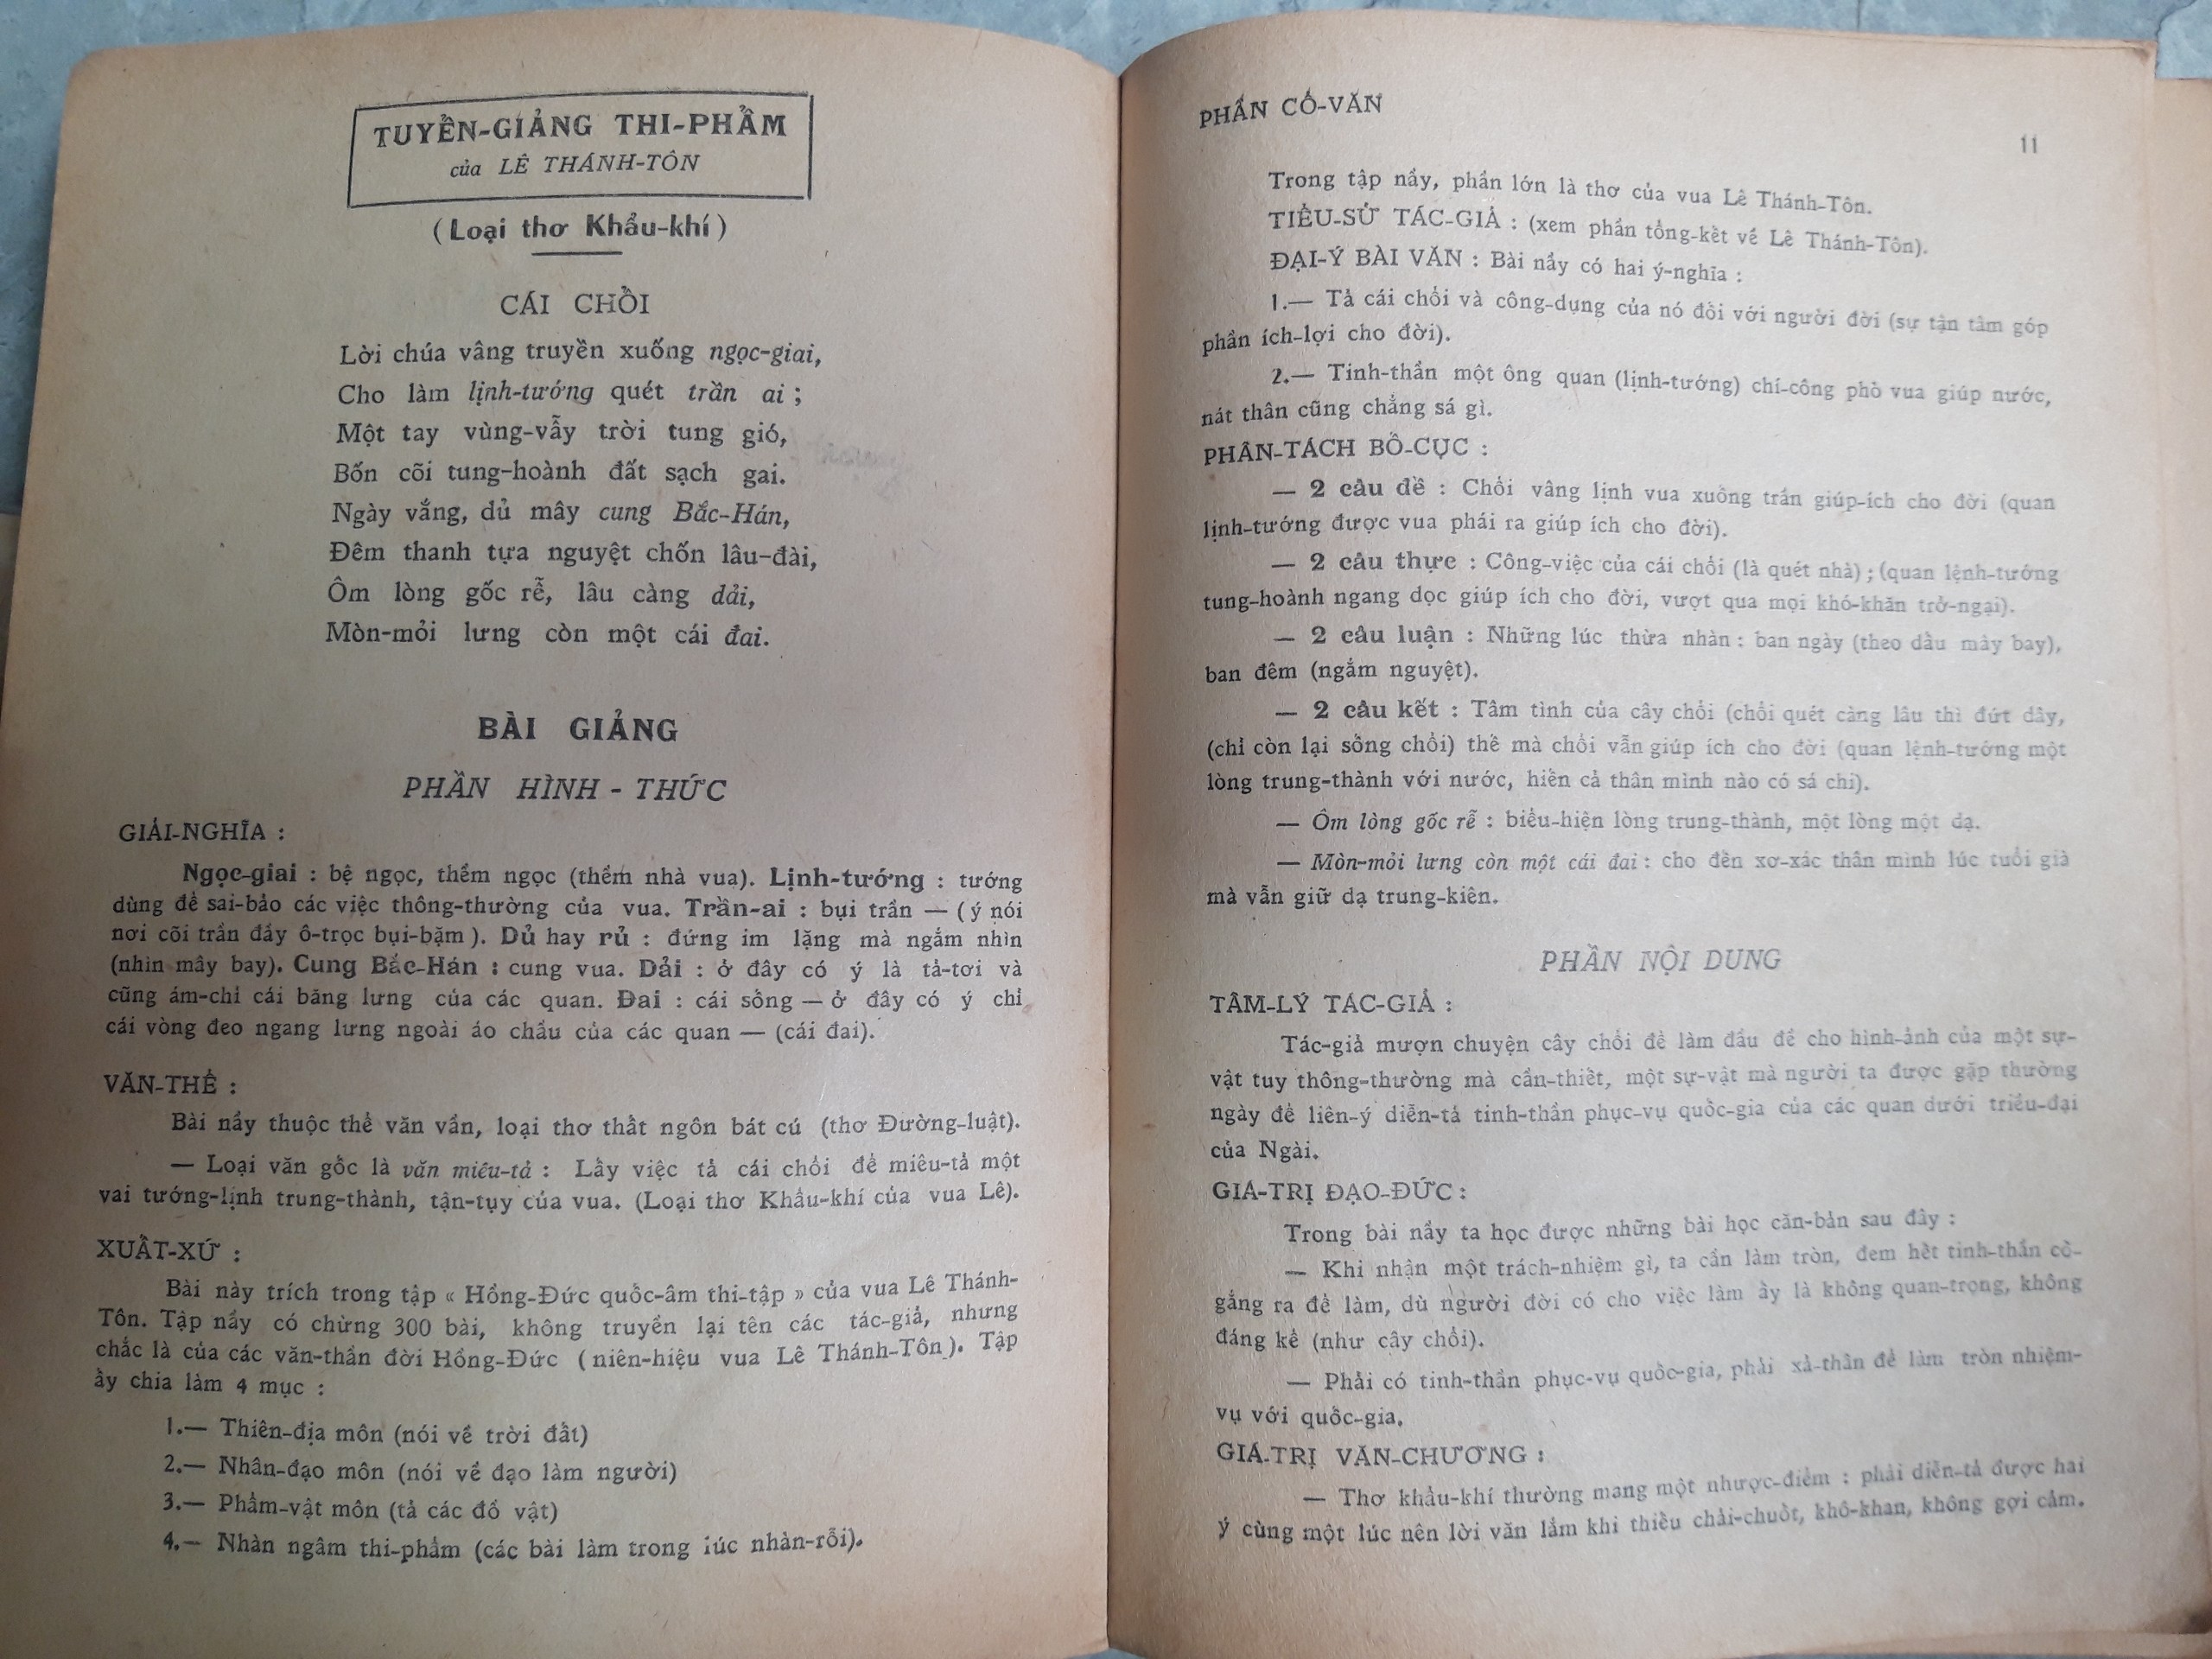 TUYỂN-GIẢNG THI-PHẨM
của LÊ THÁNH-TÔN
(Loại thơ Khẩu-khí)
CÁI CHỔI
Lời chúa vâng truyền xuống ngọc-giai,
Cho làm lịnh-tướng quét trần ai ;
Một tay vùng-vẫy trời tung gió,
Bốn cõi tung-hoành đất sạch gai.
Ngày vắng, dủ mây cung Bắc-Hán,
Đêm thanh tựa nguyệt chốn lâu-đài,
Ôm lòng gốc rễ, lâu càng dải,
Mòn-mỏi lưng còn một cái đai.
BÀI GIẢNG
PHẦN HÌNH - THỨC
GIẢI-NGHĨA :
Ngọc-giai : bệ ngọc, thềm ngọc (thềm nhà vua). Lịnh-tướng : tướng
dùng để sai-bảo các việc thông-thường của vua. Trần-ai : bụi trần — (ý nói
nơi cõi trần đầy ô-trọc bụi-bặm). Dủ hay rủ : đứng im lặng mà ngắm nhìn
(nhìn mây bay). Cung Bắc-Hán : cung vua. Dải : ở đây có ý là tả-tơi và
cũng ám-chỉ cái băng lưng của các quan. Đai : cái sống — ở đây có ý chỉ
cái vòng đeo ngang lưng ngoài áo chầu của các quan — (cái đai).
VĂN-THỂ :
Bài nầy thuộc thể văn vần, loại thơ thất ngôn bát cú (thơ Đường-luật).
— Loại văn gốc là văn miêu-tả : Lấy việc tả cái chổi để miêu-tả một
vai tướng-lịnh trung-thành, tận-tụy của vua. (Loại thơ Khẩu-khí của vua Lê).
XUẤT-XỨ :
Bài này trích trong tập « Hồng-Đức quốc-âm thi-tập » của vua Lê Thánh-
Tôn. Tập nầy có chừng 300 bài, không truyền lại tên các tác-giả, nhưng
chắc là của các văn-thần đời Hồng-Đức (niên-hiệu vua Lê Thánh-Tôn). Tập
ấy chia làm 4 mục :
1.— Thiên-địa môn (nói về trời đất)
2.— Nhân-đạo môn (nói về đạo làm người)
3.— Phẩm-vật môn (tả các đồ vật)
4.— Nhàn ngâm thi-phẩm (các bài làm trong lúc nhàn-rỗi).
PHẦN CỔ-VĂN
11
Trong tập nầy, phần lớn là thơ của vua Lê Thánh-Tôn.
TIỂU-SỬ TÁC-GIẢ : (xem phần tổng-kết về Lê Thánh-Tôn).
ĐẠI-Ý BÀI VĂN : Bài nầy có hai ý-nghĩa :
1.— Tả cái chổi và công-dụng của nó đối với người đời (sự tận tâm góp
phần ích-lợi cho đời).
2.— Tinh-thần một ông quan (lịnh-tướng) chí-công phò vua giúp nước,
nát thân cũng chẳng sá gì.
PHÂN-TÁCH BỐ-CỤC :
— 2 câu đề : Chổi vâng lịnh vua xuống trần giúp-ích cho đời (quan
lịnh-tướng được vua phái ra giúp ích cho đời).
— 2 câu thực : Công-việc của cái chổi (là quét nhà) ; (quan lệnh-tướng
tung-hoành ngang dọc giúp ích cho đời, vượt qua mọi khó-khăn trở-ngại).
— 2 câu luận : Những lúc thừa nhàn : ban ngày (theo dấu mây bay),
ban đêm (ngắm nguyệt).
— 2 câu kết : Tâm tình của cây chổi (chổi quét càng lâu thì đứt dây,
(chỉ còn lại sống chổi) thế mà chổi vẫn giúp ích cho đời (quan lệnh-tướng một
lòng trung-thành với nước, hiến cả thân mình nào có sá chi).
— Ôm lòng gốc rễ : biểu-hiện lòng trung-thành, một lòng một dạ.
— Mòn-mỏi lưng còn một cái đai : cho đến xơ-xác thân mình lúc tuổi già
mà vẫn giữ dạ trung-kiên.
PHẦN NỘI DUNG
TÂM-LÝ TÁC-GIẢ :
Tác-giả mượn chuyện cây chổi để làm đầu đề cho hình-ảnh của một sự-
vật tuy thông-thường mà cần-thiết, một sự-vật mà người ta được gặp thường
ngày để liên-ý diễn-tả tinh-thần phục-vụ quốc-gia của các quan dưới triều-đại
của Ngài.
GIÁ-TRỊ ĐẠO-ĐỨC :
Trong bài nầy ta học được những bài học căn-bản sau đây :
— Khi nhận một trách-nhiệm gì, ta cần làm tròn, đem hết tinh-thần cố-
gắng ra để làm, dù người đời có cho việc làm ấy là không quan-trọng, không
đáng kể (như cây chổi).
— Phải có tinh-thần phục-vụ quốc-gia, phải xả-thân để làm tròn nhiệm-
vụ với quốc-gia.
GIÁ-TRỊ VĂN-CHƯƠNG :
— Thơ khẩu-khí thường mang một nhược-điểm : phải diễn-tả được hai
ý cùng một lúc nên lời văn lắm khi thiếu chải-chuốt, khô-khan, không gợi cảm.